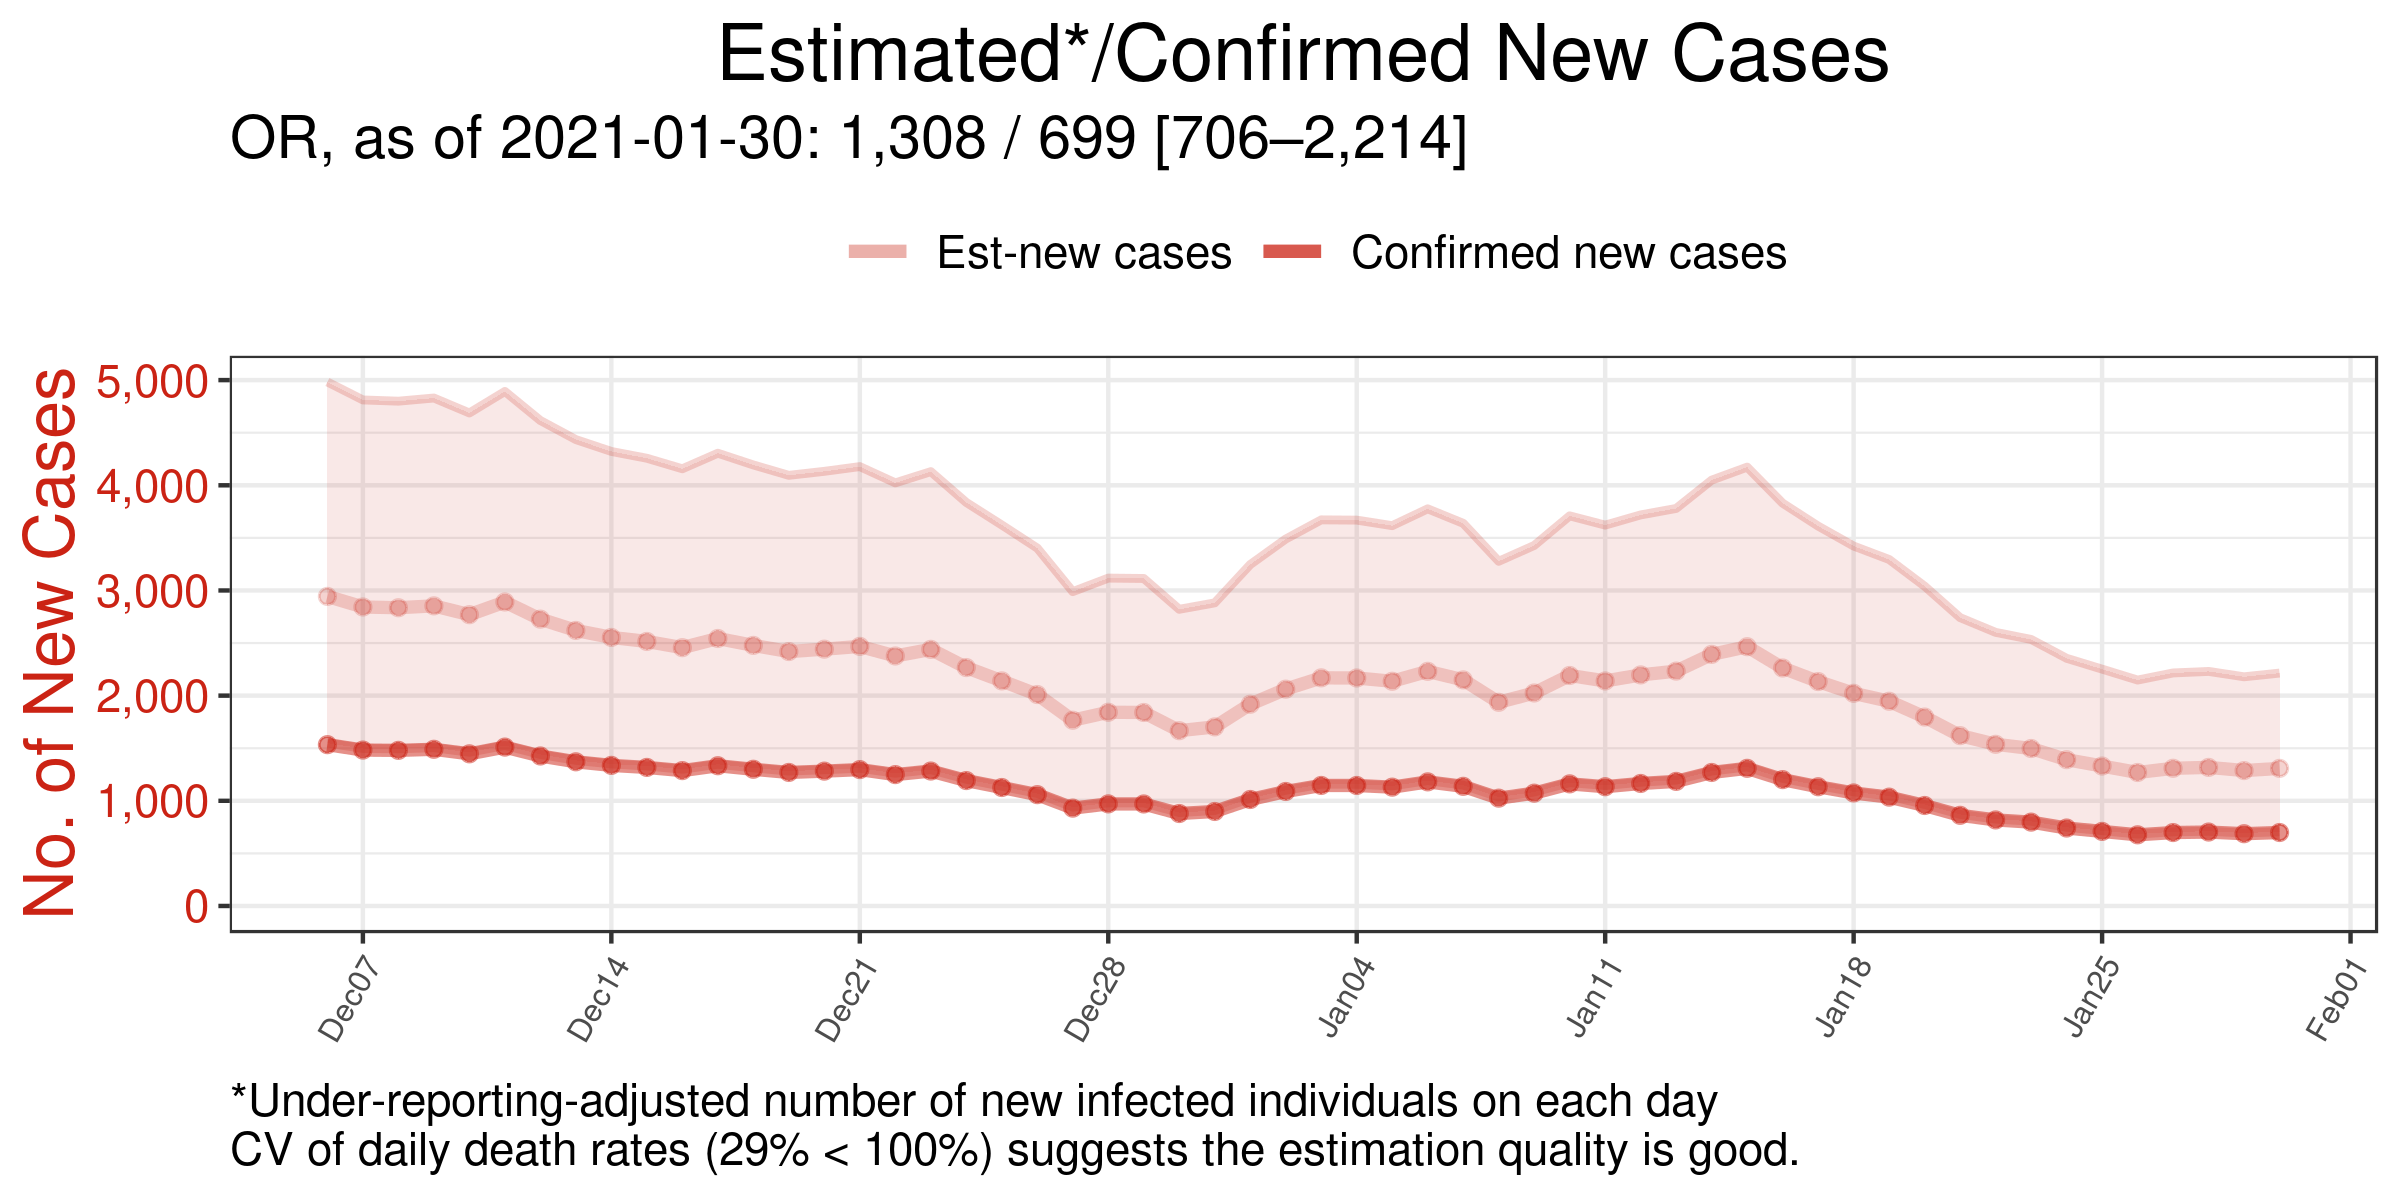 Estimated*/Confirmed New Cases
OR, as of 2021-01-30: 1,308 / 699 [706–2,214]
Est-new cases
Confirmed new cases
No. of New Cases
5,000
4,000
3,000
2,000
1,000
0
Dec07
Dec14
Dec21
Dec28
Jan04
Jan11
Jan18
Jan25
Feb01
*Under-reporting-adjusted number of new infected individuals on each day
CV of daily death rates (29% < 100%) suggests the estimation quality is good.